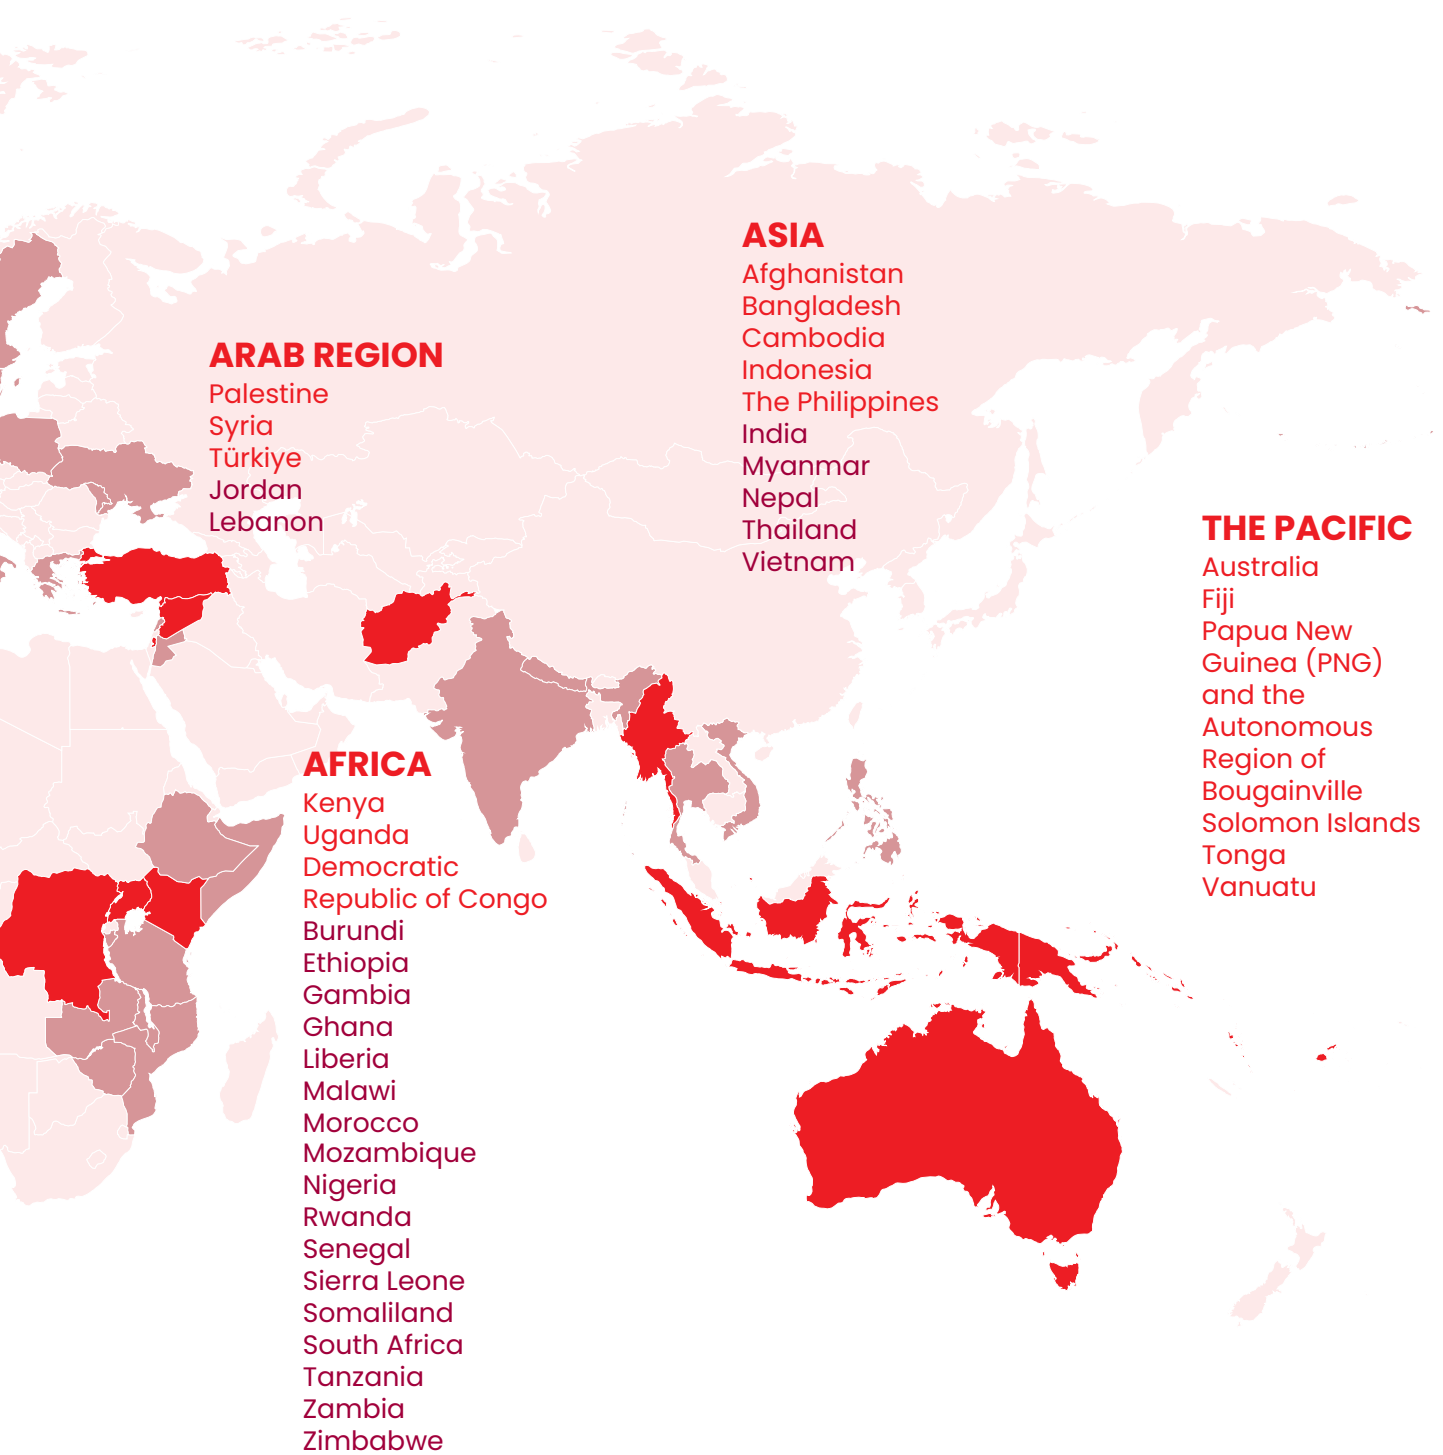 ARAB REGION
Palestine
Syria
Türkiye
Jordan
Lebanon
ASIA
Afghanistan
Bangladesh
Cambodia
Indonesia
The Philippines
India
Myanmar
Nepal
Thailand
Vietnam
THE PACIFIC
Australia
Fiji
Papua New
Guinea (PNG)
and the
Autonomous
Region of
Bougainville
Solomon Islands
Tonga
Vanuatu
AFRICA
Kenya
Uganda
Democratic
Republic of Congo
Burundi
Ethiopia
Gambia
Ghana
Liberia
Malawi
Morocco
Mozambique
Nigeria
Rwanda
Senegal
Sierra Leone
Somaliland
South Africa
Tanzania
Zambia
Zimbabwe